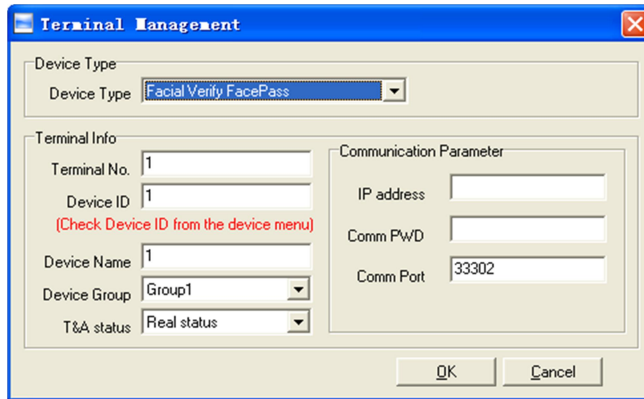 Terminal Management
Device Type
Device Type Facial Verify FacePass
Terminal Info
Terminal No. 1
Device ID 1
(Check Device ID from the device menu)
Device Name 1
Device Group Group1
T&A status Real status
Communication Parameter
IP address
Comm PWD
Comm Port 33302
OK Cancel